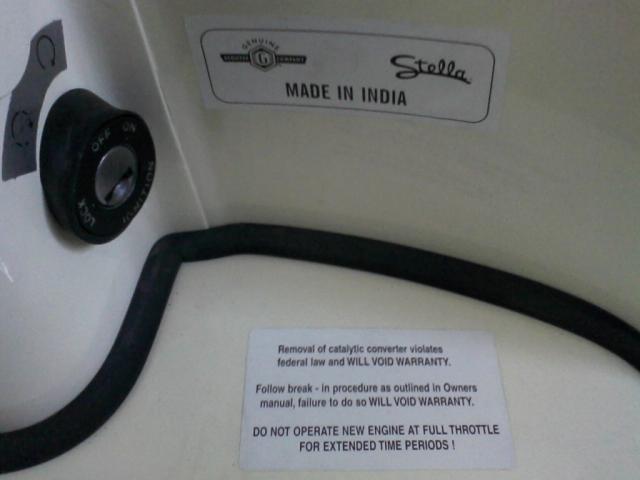 GENUINE
SCOOTER COMPANY
G
Stella
MADE IN INDIA
OFF ON
IGNITION
LOCK
Removal of catalytic converter violates
federal law and WILL VOID WARRANTY.
Follow break - in procedure as outlined in Owners
manual, failure to do so WILL VOID WARRANTY.
DO NOT OPERATE NEW ENGINE AT FULL THROTTLE
FOR EXTENDED TIME PERIODS !